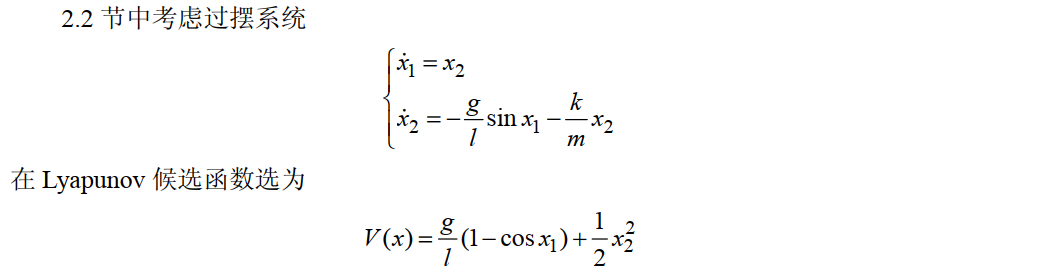 2.2 节中考虑过摆系统
ẋ₁ = x₂
ẋ₂ = −g/l sin x₁ − k/m x₂
在 Lyapunov 候选函数选为
V(x) = g/l (1 − cos x₁) + 1/2 x₂²